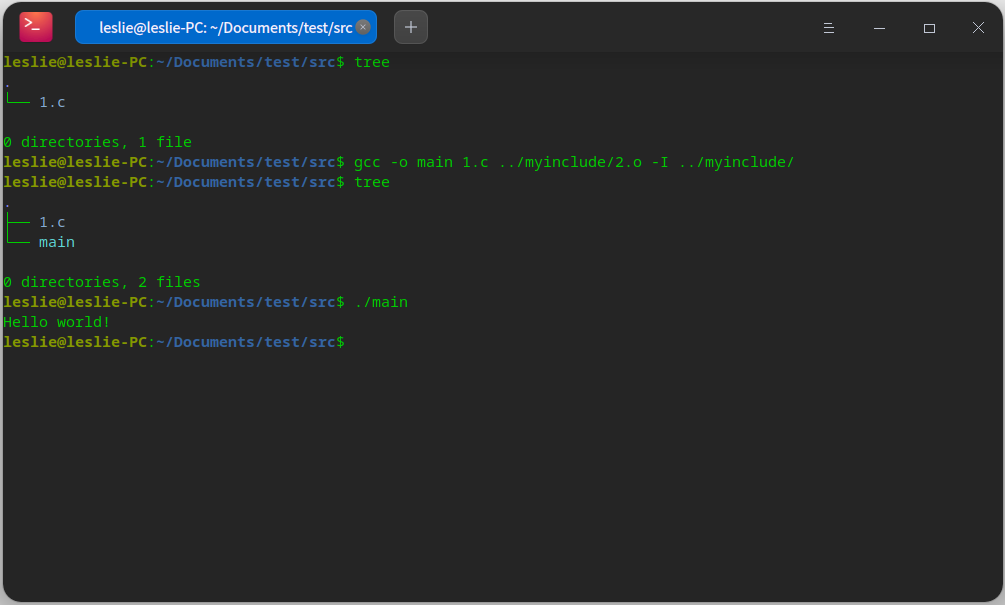 >_
leslie@leslie-PC: ~/Documents/test/src
leslie@leslie-PC:~/Documents/test/src$ tree
.
└── 1.c
0 directories, 1 file
leslie@leslie-PC:~/Documents/test/src$ gcc -o main 1.c ../myinclude/2.o -I ../myinclude/
leslie@leslie-PC:~/Documents/test/src$ tree
.
├── 1.c
└── main
0 directories, 2 files
leslie@leslie-PC:~/Documents/test/src$ ./main
Hello world!
leslie@leslie-PC:~/Documents/test/src$